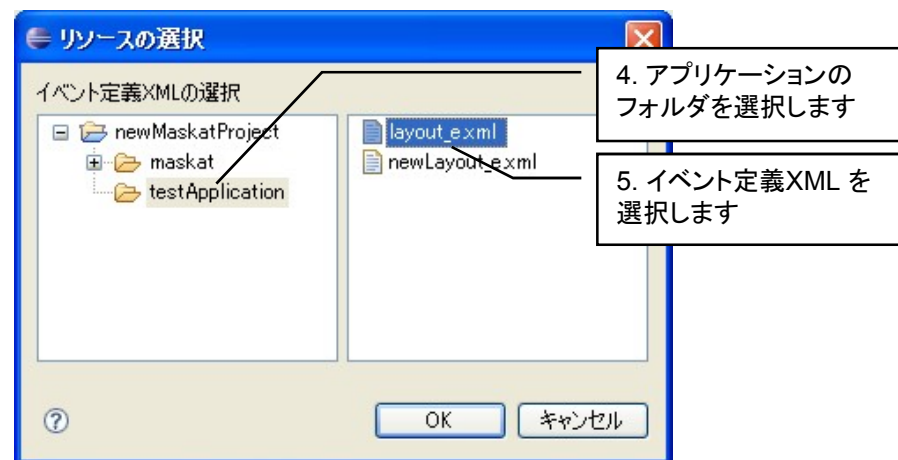 リソースの選択
イベント定義XMLの選択
newMaskatProject
maskat
testApplication
layout_e.xml
newLayout_e.xml
4. アプリケーションの
フォルダを選択します
5. イベント定義XML を
選択します
OK
キャンセル